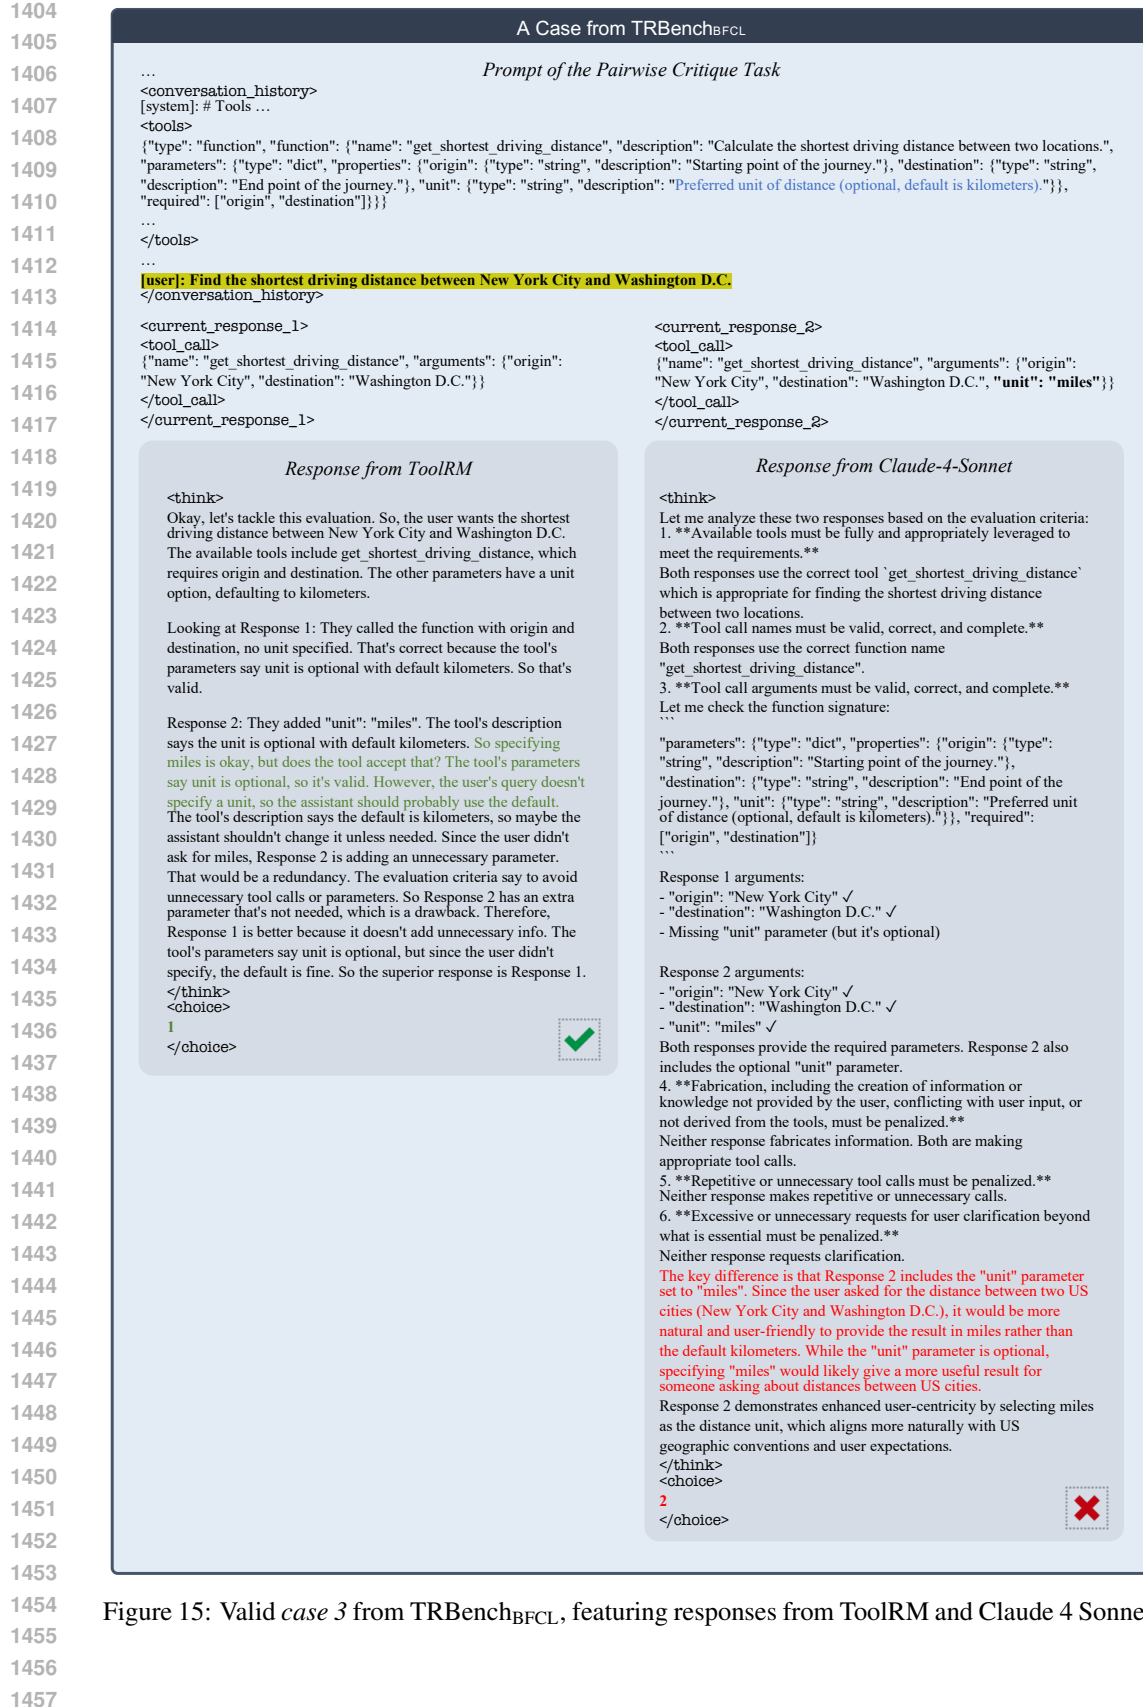 1404
1405
1406
1407
1408
1409
1410
1411
1412
1413
1414
1415
1416
1417
1418
1419
1420
1421
1422
1423
1424
1425
1426
1427
1428
1429
1430
1431
1432
1433
1434
1435
1436
1437
1438
1439
1440
1441
1442
1443
1444
1445
1446
1447
1448
1449
1450
1451
1452
1453
1454
1455
1456
1457
A Case from TRBenchBFCL
Prompt of the Pairwise Critique Task
…
<conversation_history>
[system]: # Tools …
<tools>
{"type": "function", "function": {"name": "get_shortest_driving_distance", "description": "Calculate the shortest driving distance between two locations.",
"parameters": {"type": "dict", "properties": {"origin": {"type": "string", "description": "Starting point of the journey."}, "destination": {"type": "string",
"description": "End point of the journey."}, "unit": {"type": "string", "description": "Preferred unit of distance (optional, default is kilometers)."}},
"required": ["origin", "destination"]}}}
…
</tools>
…
[user]: Find the shortest driving distance between New York City and Washington D.C.
</conversation_history>
<current_response_1>
<tool_call>
{"name": "get_shortest_driving_distance", "arguments": {"origin":
"New York City", "destination": "Washington D.C."}}
</tool_call>
</current_response_1>
<current_response_2>
<tool_call>
{"name": "get_shortest_driving_distance", "arguments": {"origin":
"New York City", "destination": "Washington D.C.", "unit": "miles"}}
</tool_call>
</current_response_2>
Response from ToolRM
<think>
Okay, let's tackle this evaluation. So, the user wants the shortest
driving distance between New York City and Washington D.C.
The available tools include get_shortest_driving_distance, which
requires origin and destination. The other parameters have a unit
option, defaulting to kilometers.
Looking at Response 1: They called the function with origin and
destination, no unit specified. That's correct because the tool's
parameters say unit is optional with default kilometers. So that's
valid.
Response 2: They added "unit": "miles". The tool's description
says the unit is optional with default kilometers. So specifying
miles is okay, but does the tool accept that? The tool's parameters
say unit is optional, so it's valid. However, the user's query doesn't
specify a unit, so the assistant should probably use the default.
The tool's description says the default is kilometers, so maybe the
assistant shouldn't change it unless needed. Since the user didn't
ask for miles, Response 2 is adding an unnecessary parameter.
That would be a redundancy. The evaluation criteria say to avoid
unnecessary tool calls or parameters. So Response 2 has an extra
parameter that's not needed, which is a drawback. Therefore,
Response 1 is better because it doesn't add unnecessary info. The
tool's parameters say unit is optional, but since the user didn't
specify, the default is fine. So the superior response is Response 1.
</think>
<choice>
1
</choice>
Response from Claude-4-Sonnet
<think>
Let me analyze these two responses based on the evaluation criteria:
1. **Available tools must be fully and appropriately leveraged to
meet the requirements.**
Both responses use the correct tool `get_shortest_driving_distance`
which is appropriate for finding the shortest driving distance
between two locations.
2. **Tool call names must be valid, correct, and complete.**
Both responses use the correct function name
"get_shortest_driving_distance".
3. **Tool call arguments must be valid, correct, and complete.**
Let me check the function signature:
```
"parameters": {"type": "dict", "properties": {"origin": {"type":
"string", "description": "Starting point of the journey."},
"destination": {"type": "string", "description": "End point of the
journey."}, "unit": {"type": "string", "description": "Preferred unit
of distance (optional, default is kilometers)."}}, "required":
["origin", "destination"]}
```
Response 1 arguments:
- "origin": "New York City" ✓
- "destination": "Washington D.C." ✓
- Missing "unit" parameter (but it's optional)
Response 2 arguments:
- "origin": "New York City" ✓
- "destination": "Washington D.C." ✓
- "unit": "miles" ✓
Both responses provide the required parameters. Response 2 also
includes the optional "unit" parameter.
4. **Fabrication, including the creation of information or
knowledge not provided by the user, conflicting with user input, or
not derived from the tools, must be penalized.**
Neither response fabricates information. Both are making
appropriate tool calls.
5. **Repetitive or unnecessary tool calls must be penalized.**
Neither response makes repetitive or unnecessary calls.
6. **Excessive or unnecessary requests for user clarification beyond
what is essential must be penalized.**
Neither response requests clarification.
The key difference is that Response 2 includes the "unit" parameter
set to "miles". Since the user asked for the distance between two US
cities (New York City and Washington D.C.), it would be more
natural and user-friendly to provide the result in miles rather than
the default kilometers. While the "unit" parameter is optional,
specifying "miles" would likely give a more useful result for
someone asking about distances between US cities.
Response 2 demonstrates enhanced user-centricity by selecting miles
as the distance unit, which aligns more naturally with US
geographic conventions and user expectations.
</think>
<choice>
2
</choice>
Figure 15: Valid case 3 from TRBenchBFCL, featuring responses from ToolRM and Claude 4 Sonne